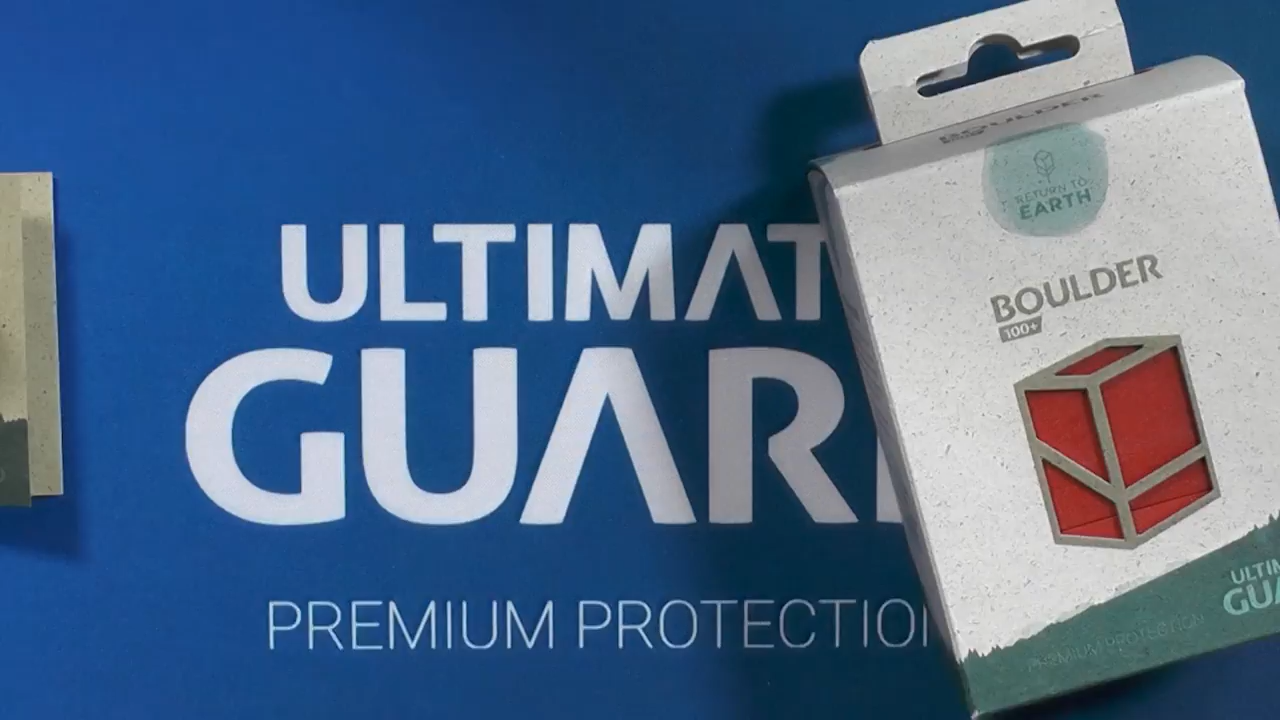 ULTIMAT
GUAR
PREMIUM PROTECTIO
BOULDER
RETURN TO
EARTH
BOULDER
100+
ULTIM
GUA
PREMIUM PROTECTION